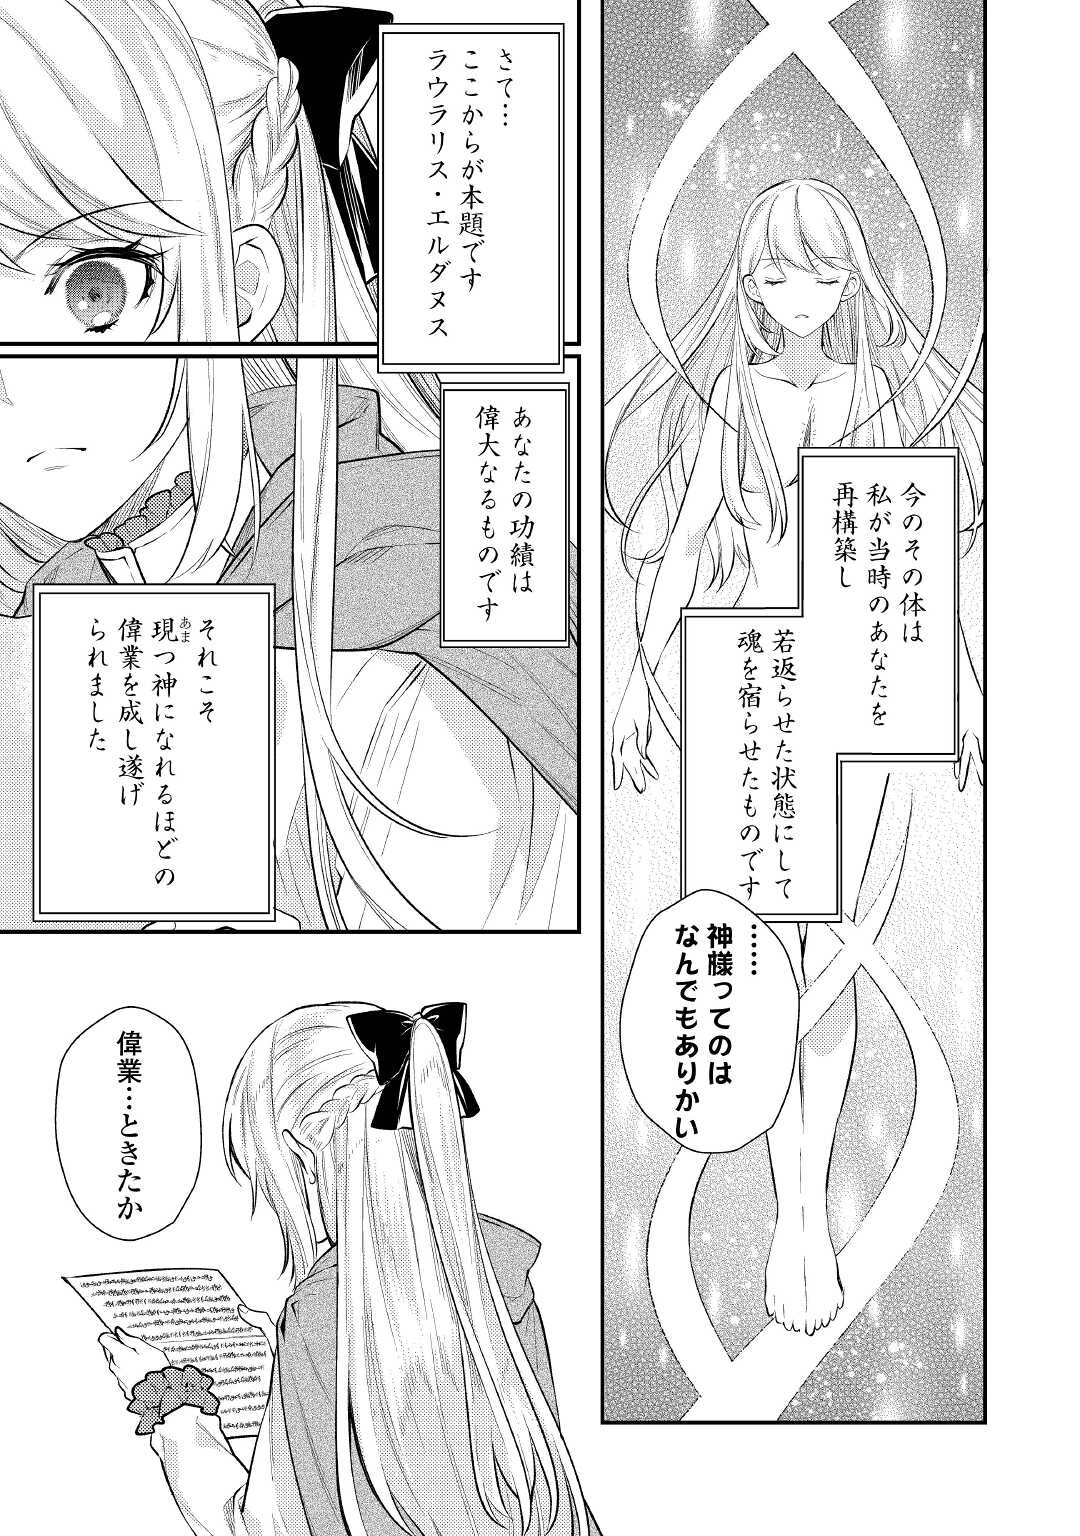 今のその体は
私が当時のあなたを
再構築し
若返らせた状態にして
魂を宿らせたものです
……
神様ってのは
なんでもありかい
さて…
ここからが本題です
ラウラリス・エルダヌス
あなたの功績は
偉大なるものです
それこそ
現つ神になれるほどの
あま
偉業を成し遂げ
られました
偉業…ときたか